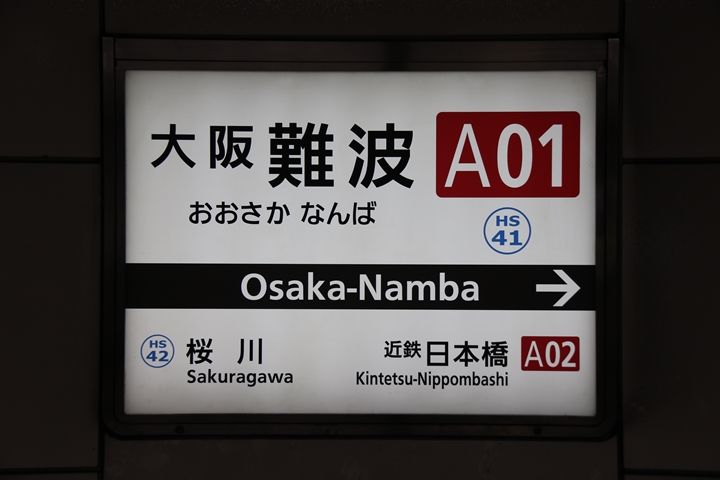 大阪難波 A01
おおさか なんば
HS
41
Osaka-Namba →
HS
42
桜川
Sakuragawa
近鉄日本橋 A02
Kintetsu-Nippombashi